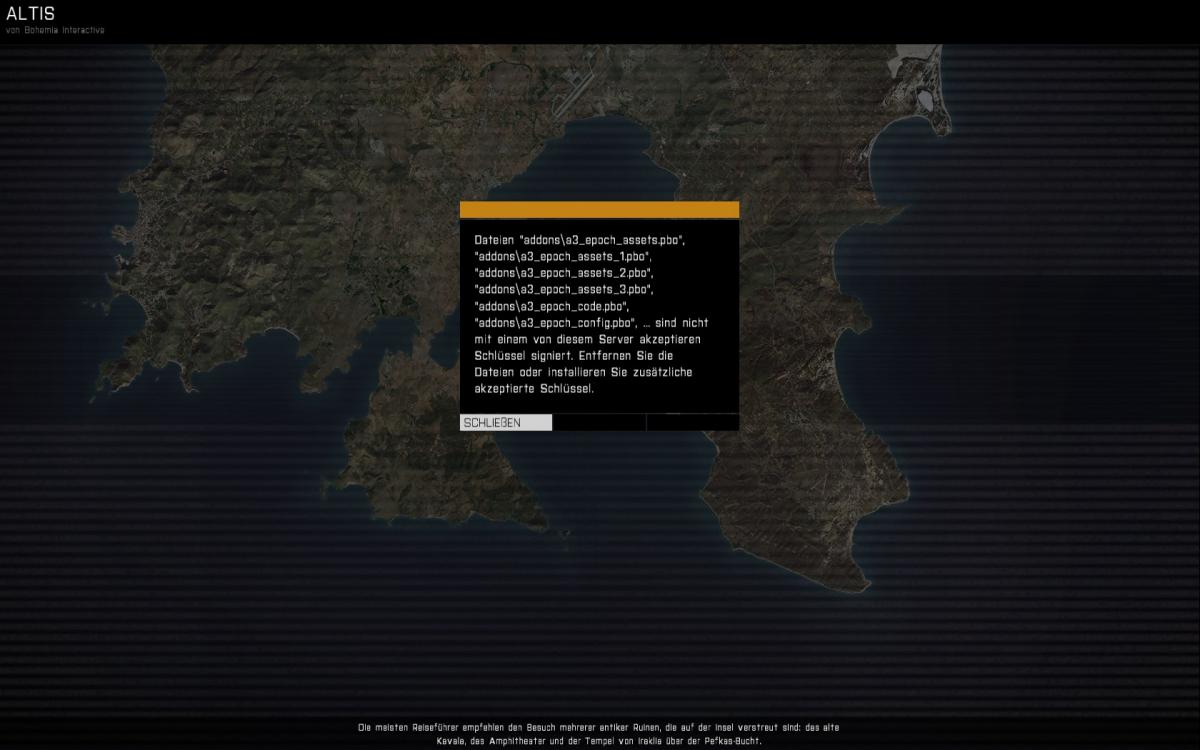 ALTIS
von Bohemia Interactive
Dateien "addons\a3_epoch_assets.pbo",
"addons\a3_epoch_assets_1.pbo",
"addons\a3_epoch_assets_2.pbo",
"addons\a3_epoch_assets_3.pbo",
"addons\a3_epoch_code.pbo",
"addons\a3_epoch_config.pbo", ... sind nicht
mit einem von diesem Server akzeptieren
Schlüssel signiert. Entfernen Sie die
Dateien oder installieren Sie zusätzliche
akzeptierte Schlüssel.
SCHLIEẞEN
Die meisten Reiseführer empfehlen den Besuch mehrerer antiker Ruinen, die auf der Insel verstreut sind: das alte
Kavala, das Amphitheater und der Tempel von Iraklia über der Pefkas-Bucht.